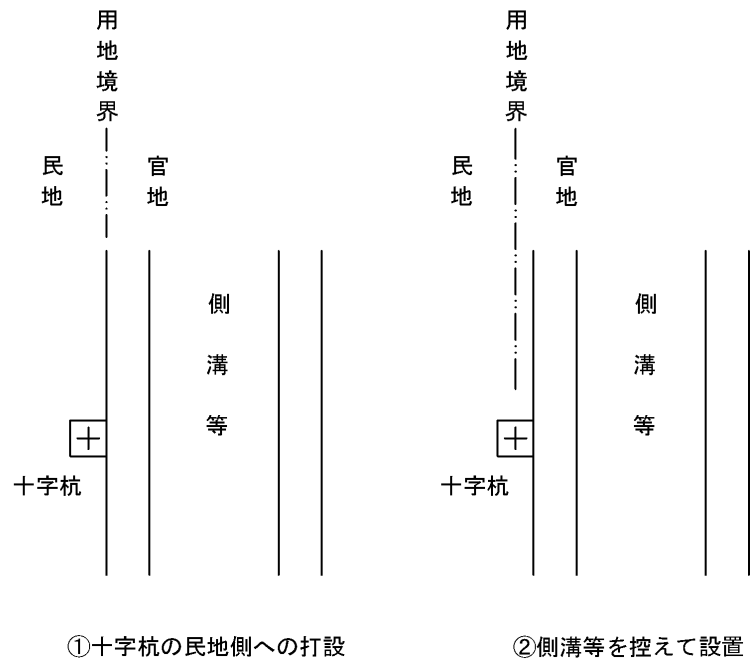 用地境界
民地
官地
側溝等
十字杭
①十字杭の民地側への打設
用地境界
民地
官地
側溝等
十字杭
②側溝等を控えて設置